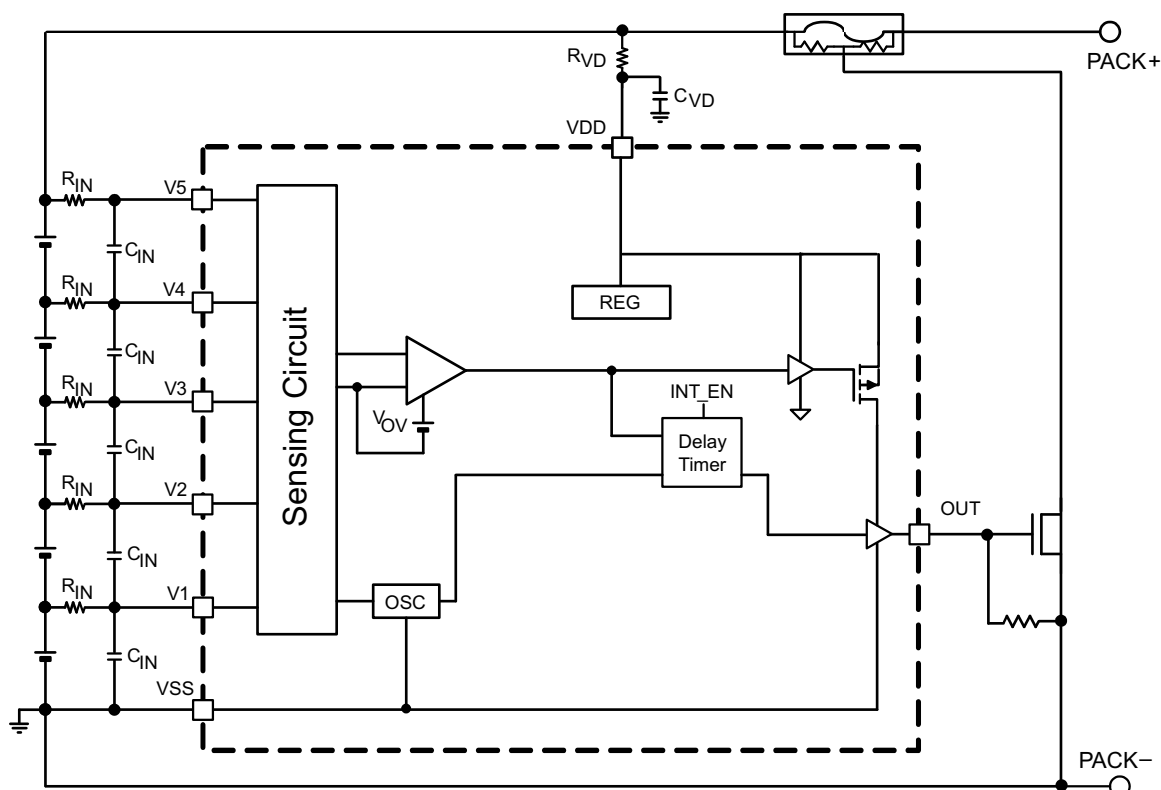 PACK+
RVD
CVD
VDD
RIN
V5
CIN
RIN
V4
REG
CIN
RIN
V3
INT_EN
VOV
Delay
Timer
CIN
Sensing Circuit
RIN
V2
OUT
CIN
RIN
V1
OSC
CIN
VSS
PACK–